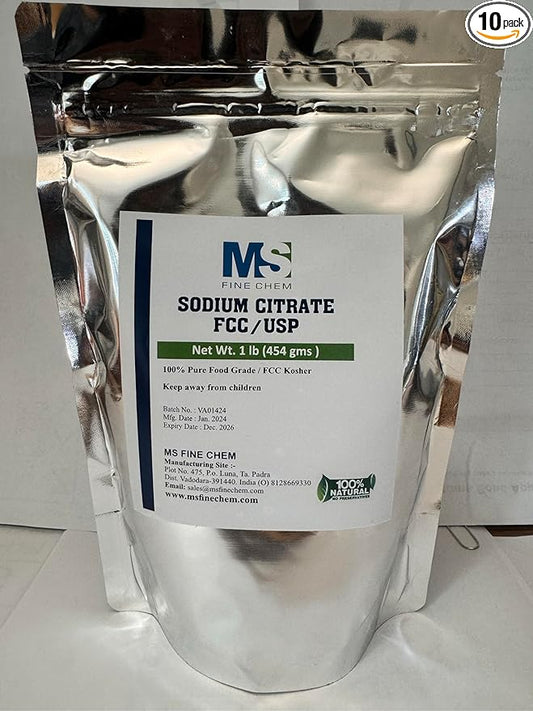 10
pack
MS
FINE CHEM
SODIUM CITRATE
FCC/USP
Net Wt. 1 lb (454 gms )
100% Pure Food Grade / FCC Kosher
Keep away from children
Batch No. : VA01424
Mfg. Date : Jan. 2024
Expiry Date : Dec. 2026
MS FINE CHEM
Manufacturing Site :-
Plot No. 475, P.o. Luna, Ta. Padra
Dist. Vadodara-391440. India (O) 8128669330
Email: sales@msfinechem.com
www.msfinechem.com
100%
NATURAL
NO PRESERVATIVES